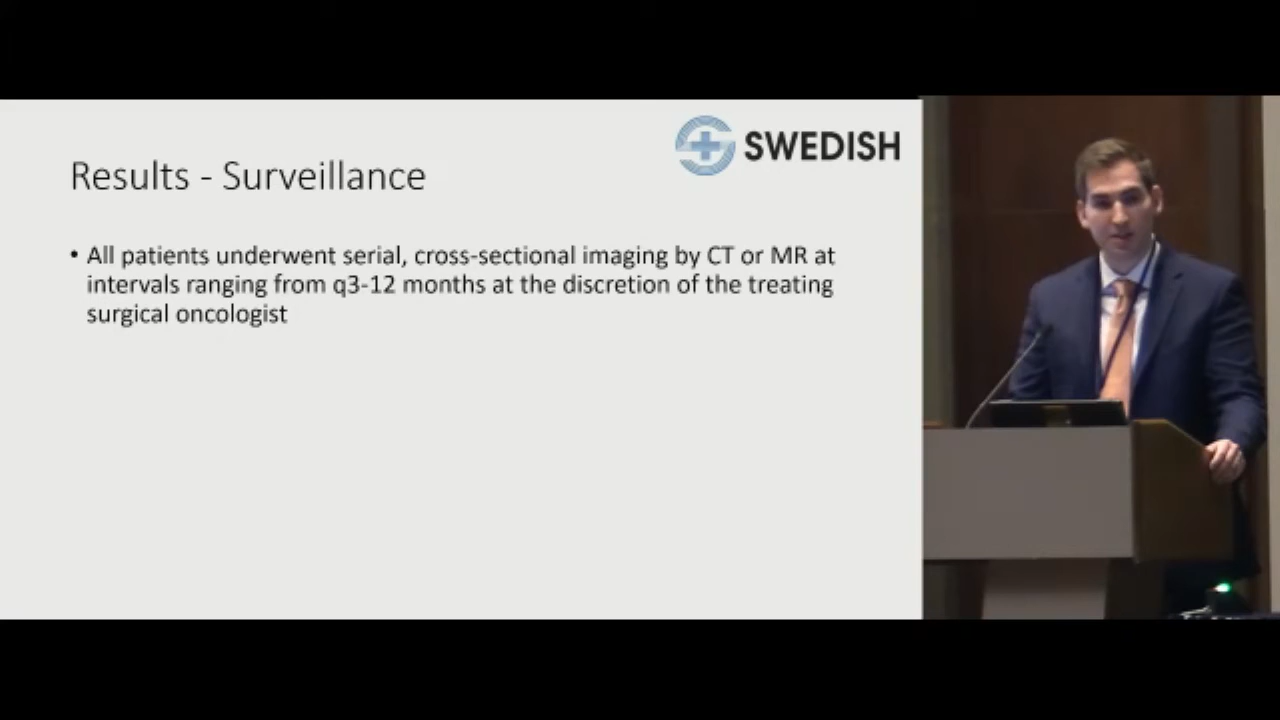 SWEDISH
Results - Surveillance
• All patients underwent serial, cross-sectional imaging by CT or MR at
intervals ranging from q3-12 months at the discretion of the treating
surgical oncologist